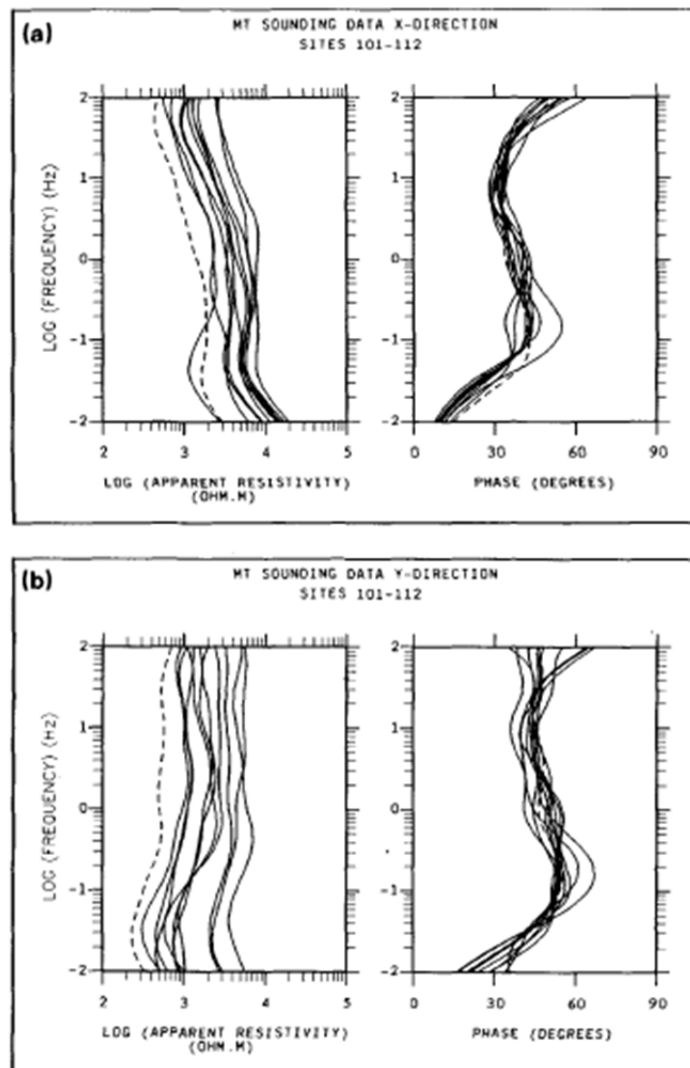 (a)
MT SOUNDING DATA X-DIRECTION
SITES 101-112
LOG (FREQUENCY) (Hz)
2
1
0
-1
-2
2 3 4 5
LOG (APPARENT RESISTIVITY)
(OHM.M)
2
1
0
-1
-2
0 30 60 90
PHASE (DEGREES)
(b)
MT SOUNDING DATA Y-DIRECTION
SITES 101-112
LOG (FREQUENCY) (Hz)
2
1
0
-1
-2
2 3 4 5
LOG (APPARENT RESISTIVITY)
(OHM.M)
2
1
0
-1
-2
0 30 60 90
PHASE (DEGREES)